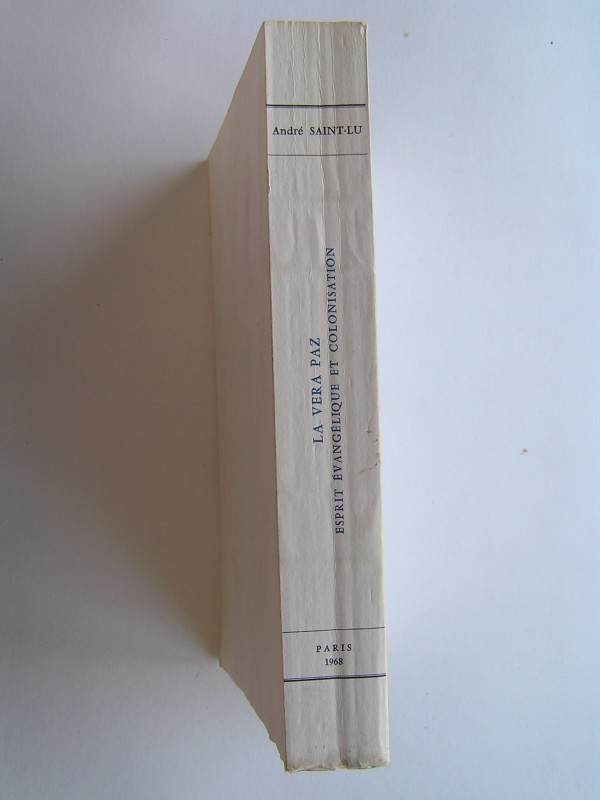 André SAINT-LU
LA VERA PAZ
ESPRIT ÉVANGÉLIQUE ET COLONISATION
PARIS
1968